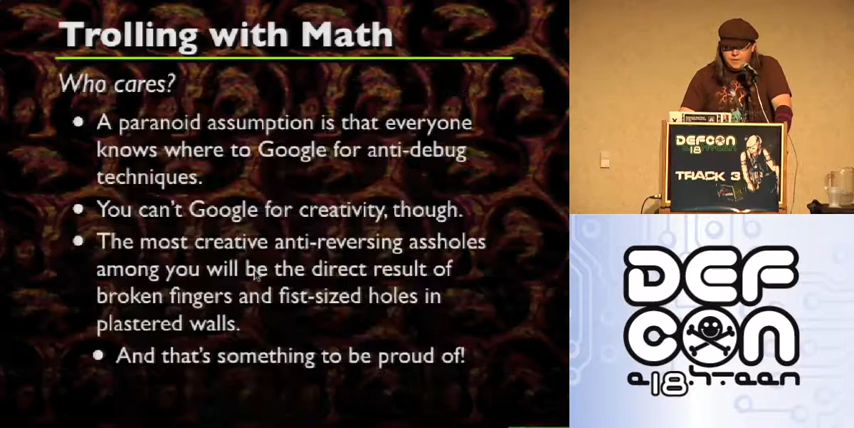 Trolling with Math
Who cares?
• A paranoid assumption is that everyone
knows where to Google for anti-debug
techniques.
• You can't Google for creativity, though.
• The most creative anti-reversing assholes
among you will be the direct result of
broken fingers and fist-sized holes in
plastered walls.
• And that's something to be proud of!
DEFCON
18
TRACK 3
DEF
CON
e18h-teen